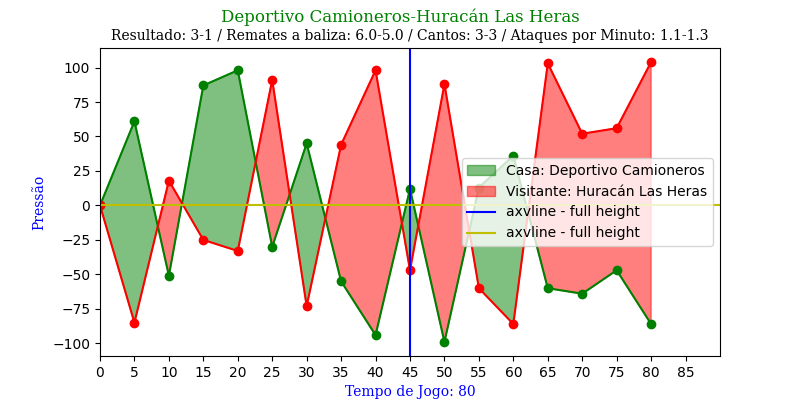 Deportivo Camioneros-Huracán Las Heras
Resultado: 3-1 / Remates a baliza: 6.0-5.0 / Cantos: 3-3 / Ataques por Minuto: 1.1-1.3
Pressão
100
75
50
25
0
−25
−50
−75
−100
Casa: Deportivo Camioneros
Visitante: Huracán Las Heras
axvline - full height
axvline - full height
0 5 10 15 20 25 30 35 40 45 50 55 60 65 70 75 80 85
Tempo de Jogo: 80